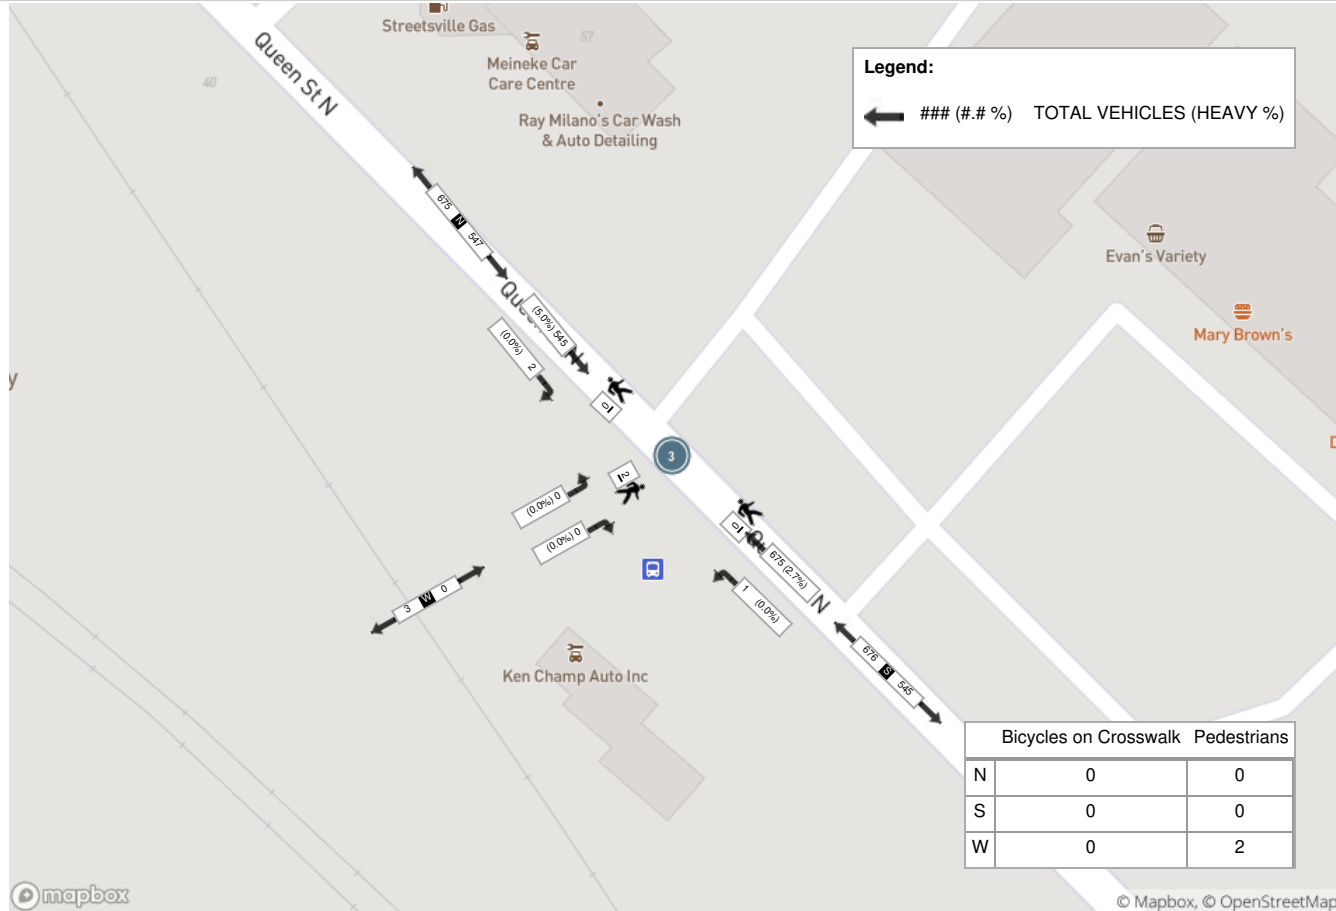 Streetsville Gas
57
Queen St N
Meineke Car
Care Centre
40
Legend:
### (#.# %) TOTAL VEHICLES (HEAVY %)
Ray Milano's Car Wash
& Auto Detailing
675 N 547
Evan's Variety
(5.0%) 545
(0.0%) 2
Mary Brown's
y
0
3
D
2
(0.0%) 0
(0.0%) 0
0
675 (2.7%)
N
3 W 0
1 (0.0%)
676 S 545
Ken Champ Auto Inc
Bicycles on Crosswalk Pedestrians
N 0 0
S 0 0
W 0 2
mapbox
© Mapbox, © OpenStreetMap